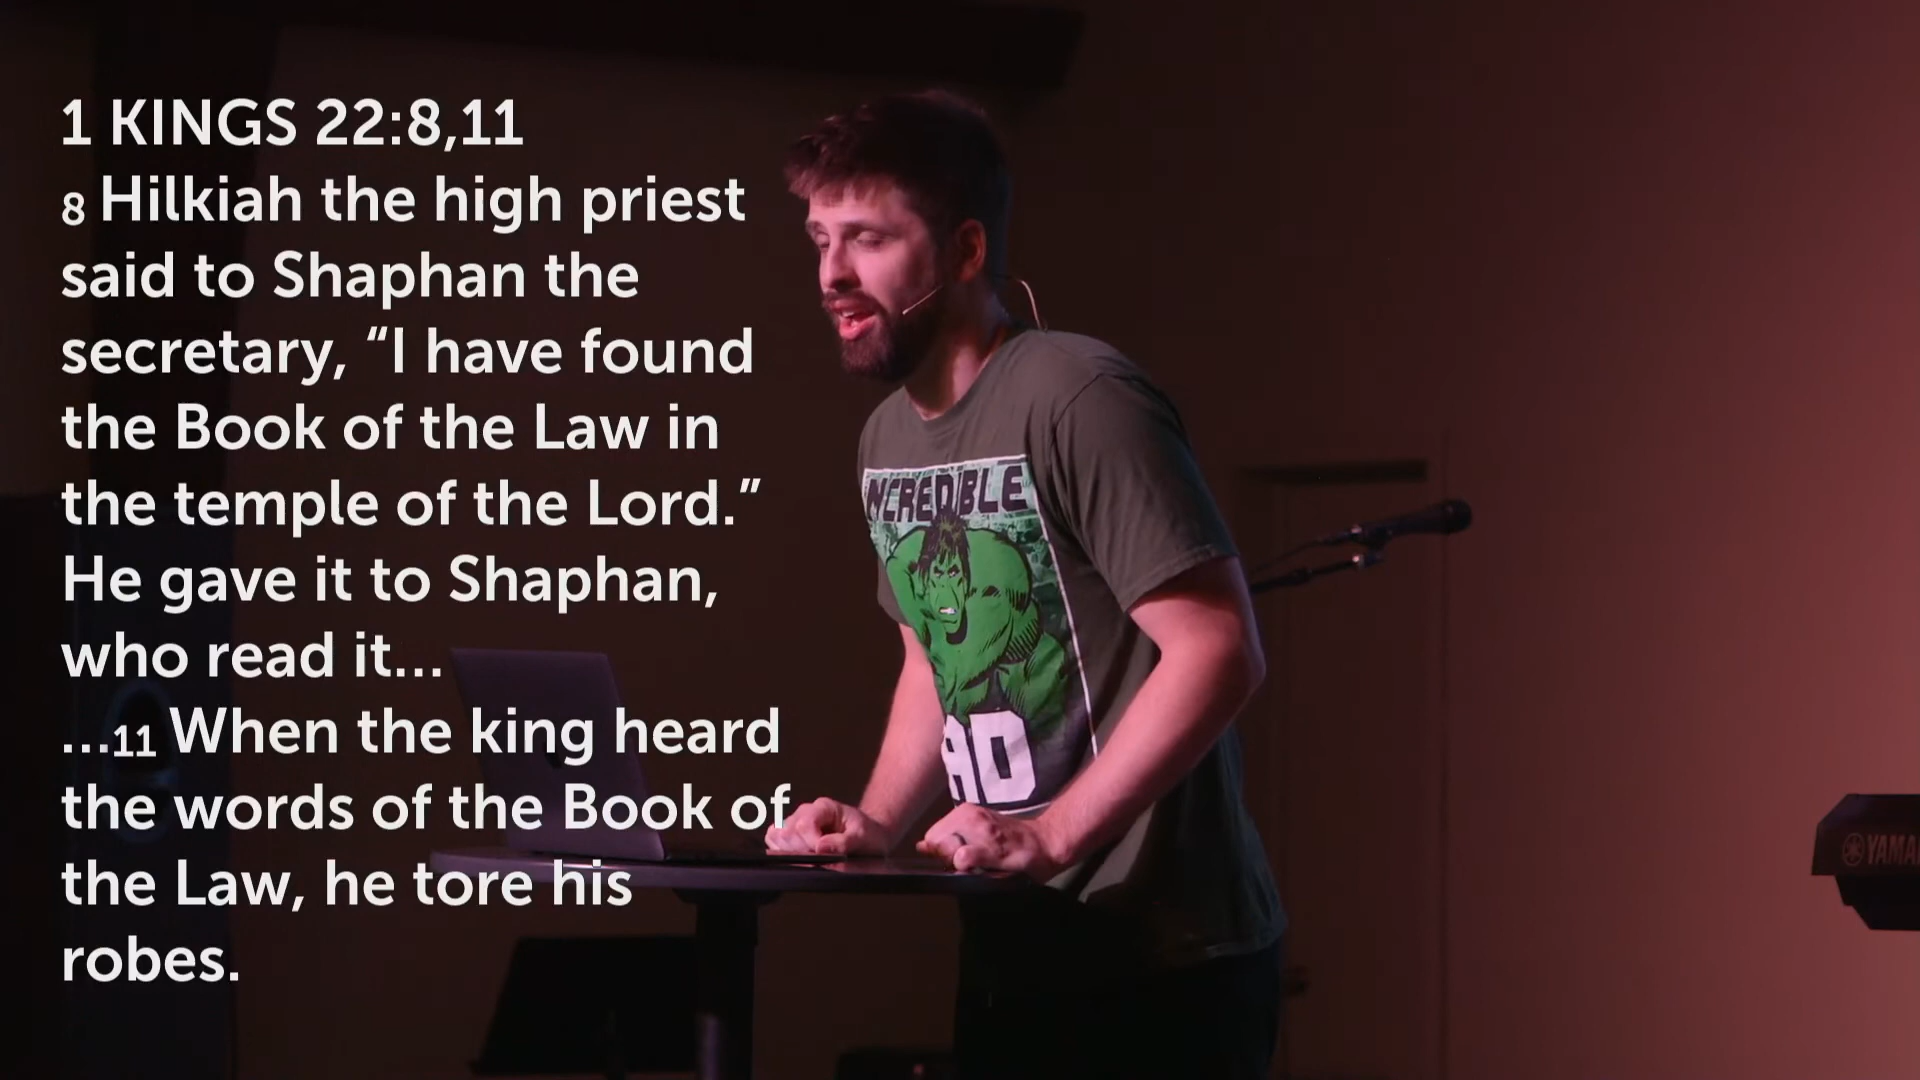 1 KINGS 22:8,11
8 Hilkiah the high priest
said to Shaphan the
secretary, “I have found
the Book of the Law in
the temple of the Lord.”
He gave it to Shaphan,
who read it...
...11 When the king heard
the words of the Book of
the Law, he tore his
robes.
INCREDIBLE